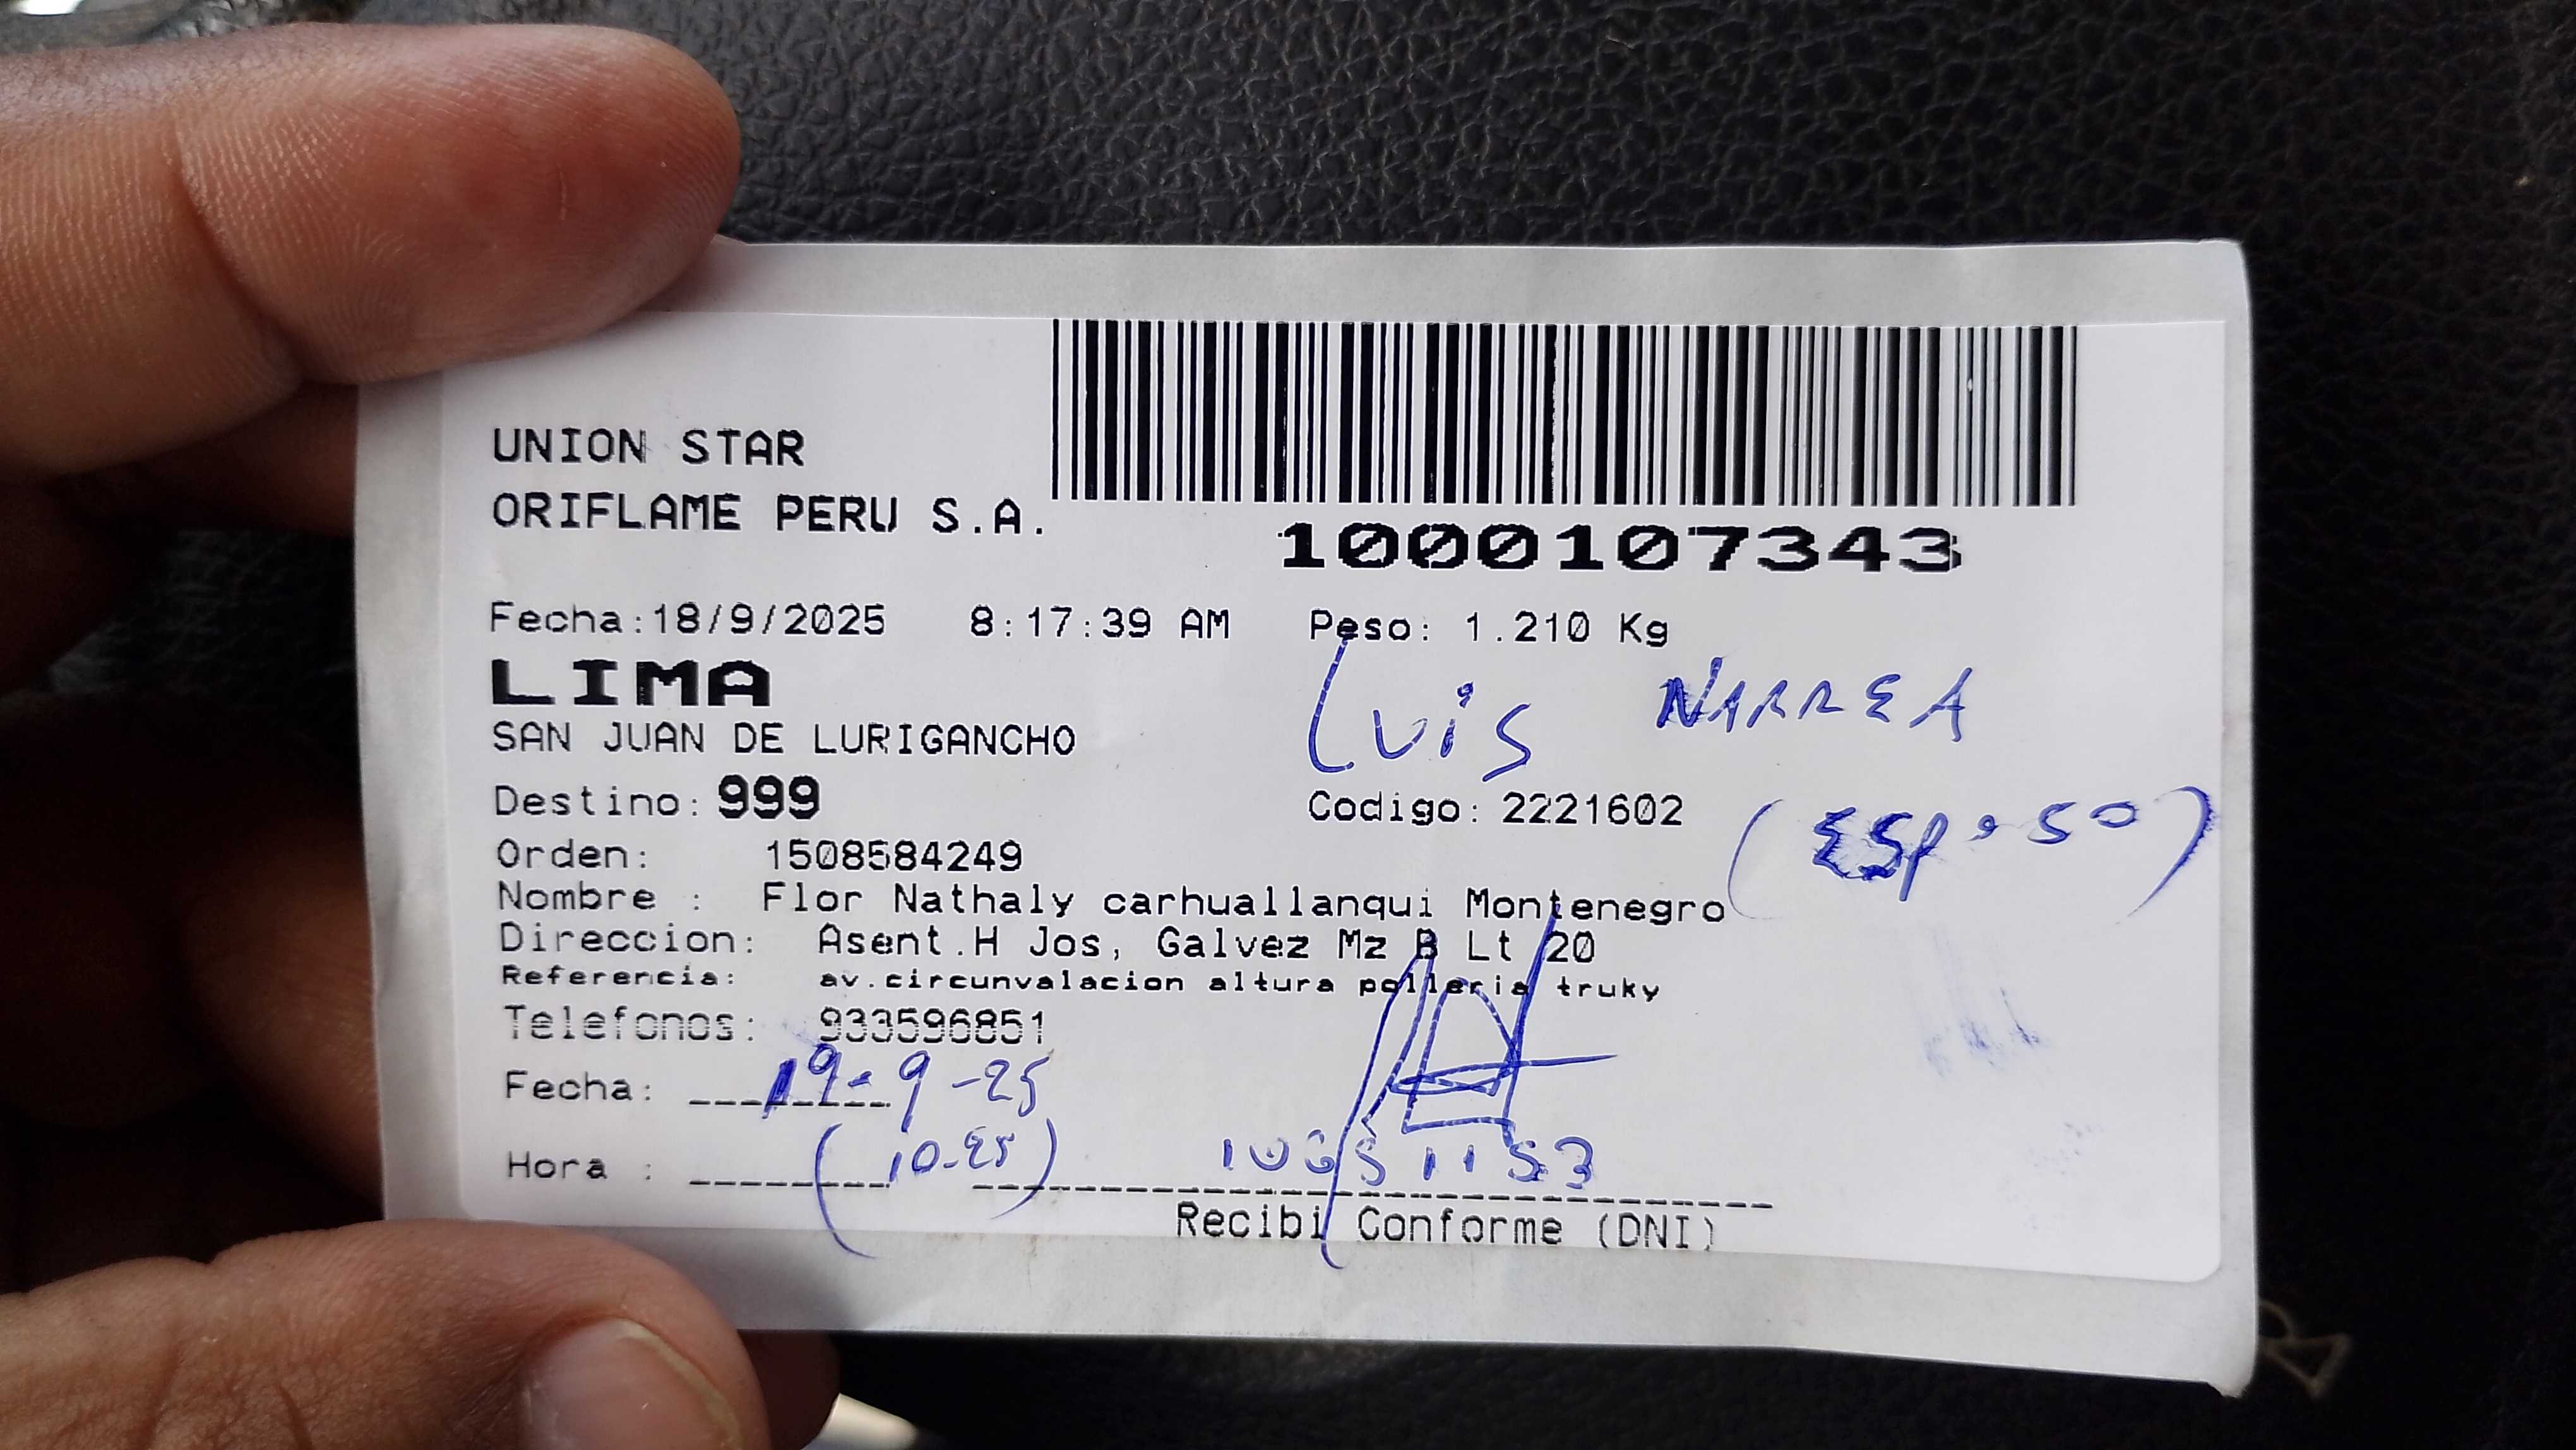 UNION STAR
ORIFLAME PERU S.A.
1000107343
Fecha:18/9/2025 8:17:39 AM Peso: 1.210 Kg
LIMA
Luis NARREA
SAN JUAN DE LURIGANCHO
Destino: 999 Codigo: 2221602
(ESPOSO)
Orden: 1508584249
Nombre : Flor Nathaly carhuallanqui Montenegro
Direccion: Asent.H Jos, Galvez Mz B Lt 20
Referencia: av.circunvalacion altura polleria truky
Telefonos: 933596851
Fecha: 19-9-25
Hora :
Recibi Conforme (DNI)